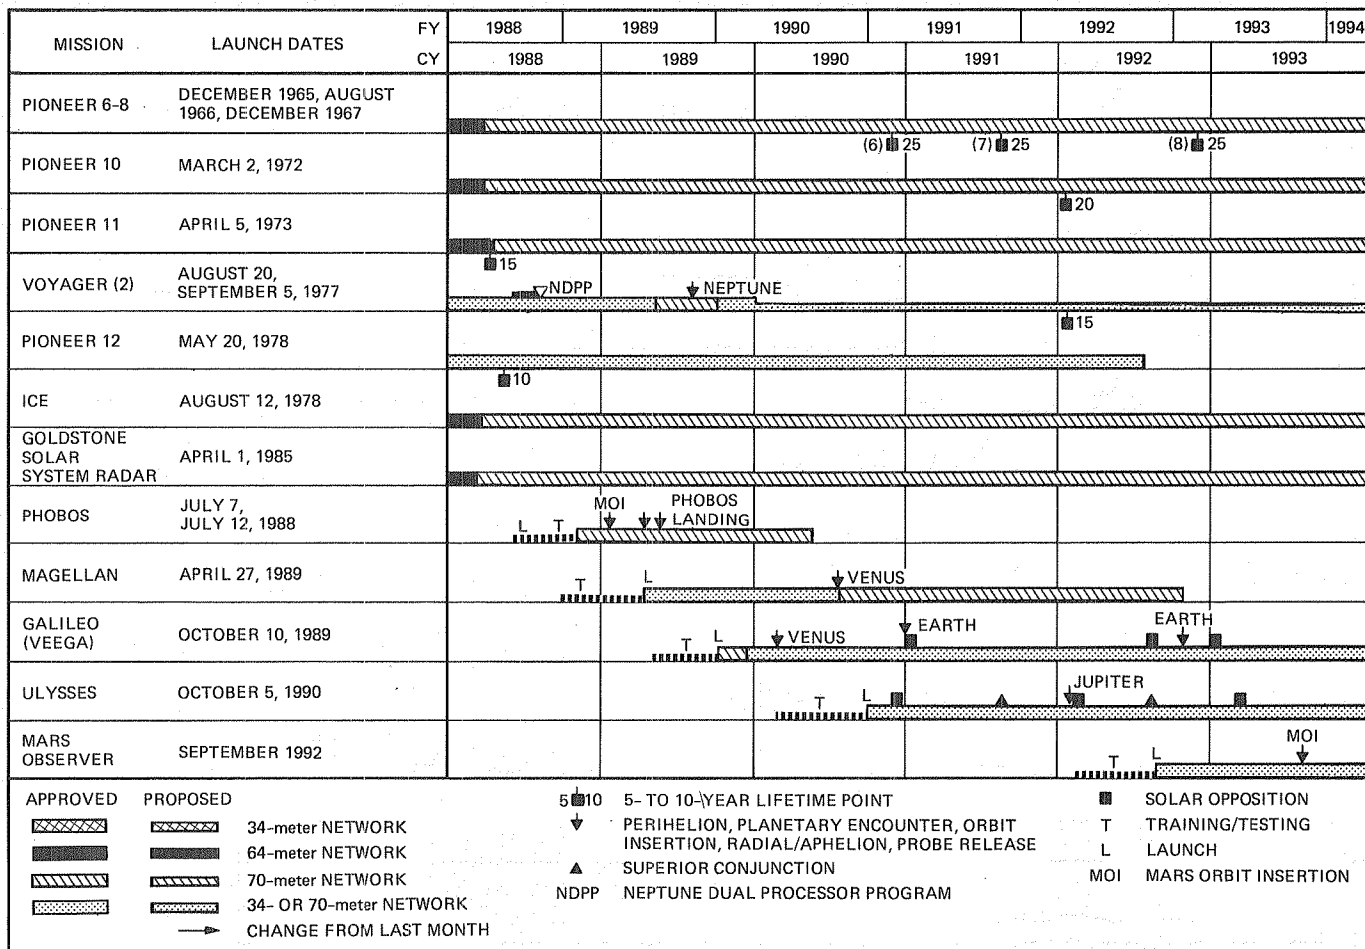 MISSION LAUNCH DATES FY 1988 1989 1990 1991 1992 1993 1994
CY 1988 1989 1990 1991 1992 1993
PIONEER 6-8 DECEMBER 1965, AUGUST
1966, DECEMBER 1967
(6) 25 (7) 25 (8) 25
PIONEER 10 MARCH 2, 1972
20
PIONEER 11 APRIL 5, 1973
15
VOYAGER (2) AUGUST 20,
SEPTEMBER 5, 1977
NDPP NEPTUNE
15
PIONEER 12 MAY 20, 1978
10
ICE AUGUST 12, 1978
GOLDSTONE
SOLAR
SYSTEM RADAR
APRIL 1, 1985
PHOBOS JULY 7,
JULY 12, 1988
L T MOI PHOBOS
LANDING
MAGELLAN APRIL 27, 1989 T L VENUS
GALILEO
(VEEGA)
OCTOBER 10, 1989 T L VENUS EARTH EARTH
ULYSSES OCTOBER 5, 1990 T L JUPITER
MARS
OBSERVER
SEPTEMBER 1992 T L MOI
APPROVED PROPOSED
34-meter NETWORK
64-meter NETWORK
70-meter NETWORK
34- OR 70-meter NETWORK
CHANGE FROM LAST MONTH
5 10 5- TO 10-YEAR LIFETIME POINT
PERIHELION, PLANETARY ENCOUNTER, ORBIT
INSERTION, RADIAL/APHELION, PROBE RELEASE
SUPERIOR CONJUNCTION
NDPP NEPTUNE DUAL PROCESSOR PROGRAM
SOLAR OPPOSITION
T TRAINING/TESTING
L LAUNCH
MOI MARS ORBIT INSERTION